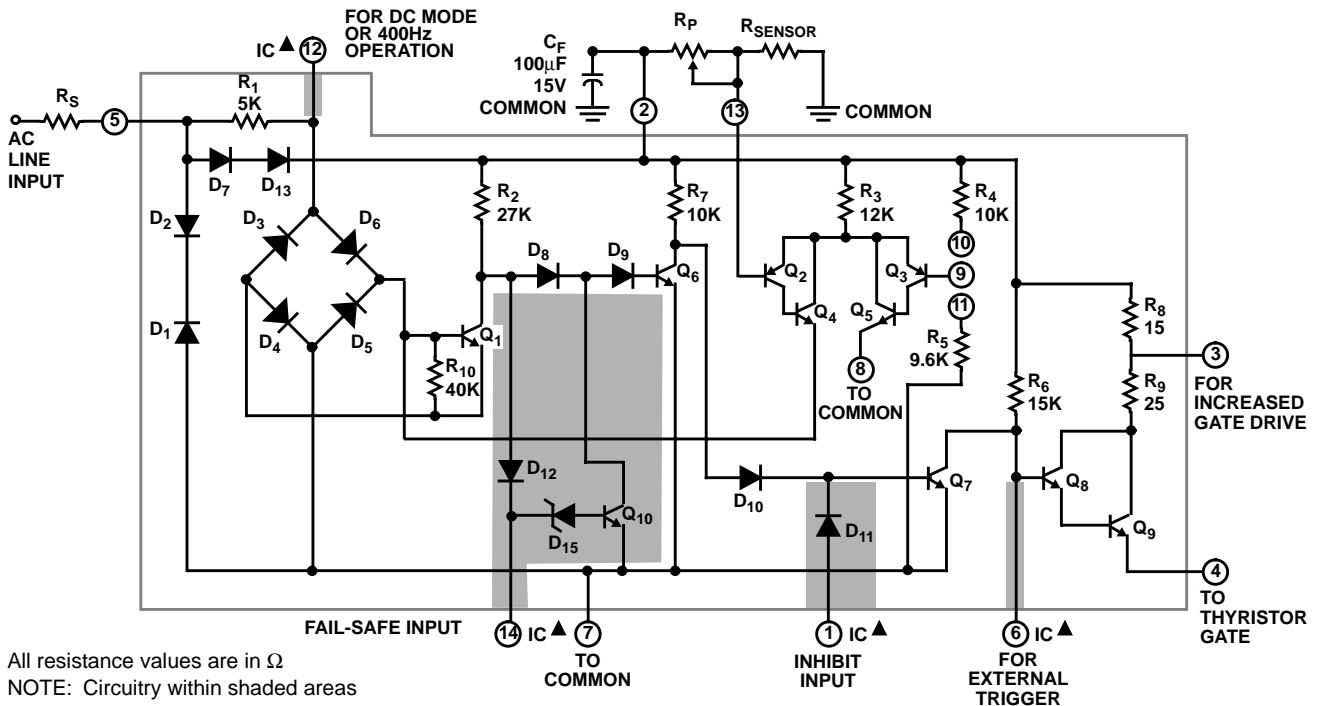 FOR DC MODE
OR 400Hz
OPERATION
IC ▲ 12
RP
RSENSOR
CF
100μF
15V
COMMON
COMMON
2
13
RS
5
AC
LINE
INPUT
R1
5K
D7
D13
D2
D1
D3
D6
D4
D5
R2
27K
R7
10K
R3
12K
R4
10K
10
D8
D9
Q6
Q2
Q3
9
11
Q1
Q4
Q5
R5
9.6K
8
TO
COMMON
R10
40K
R8
15
3
FOR
INCREASED
GATE DRIVE
R9
25
R6
15K
D12
D15
Q10
D10
D11
Q7
Q8
Q9
4
TO
THYRISTOR
GATE
FAIL-SAFE INPUT
14 IC ▲
7
TO
COMMON
1 IC ▲
INHIBIT
INPUT
6 IC ▲
FOR
EXTERNAL
TRIGGER
All resistance values are in Ω
NOTE: Circuitry within shaded areas